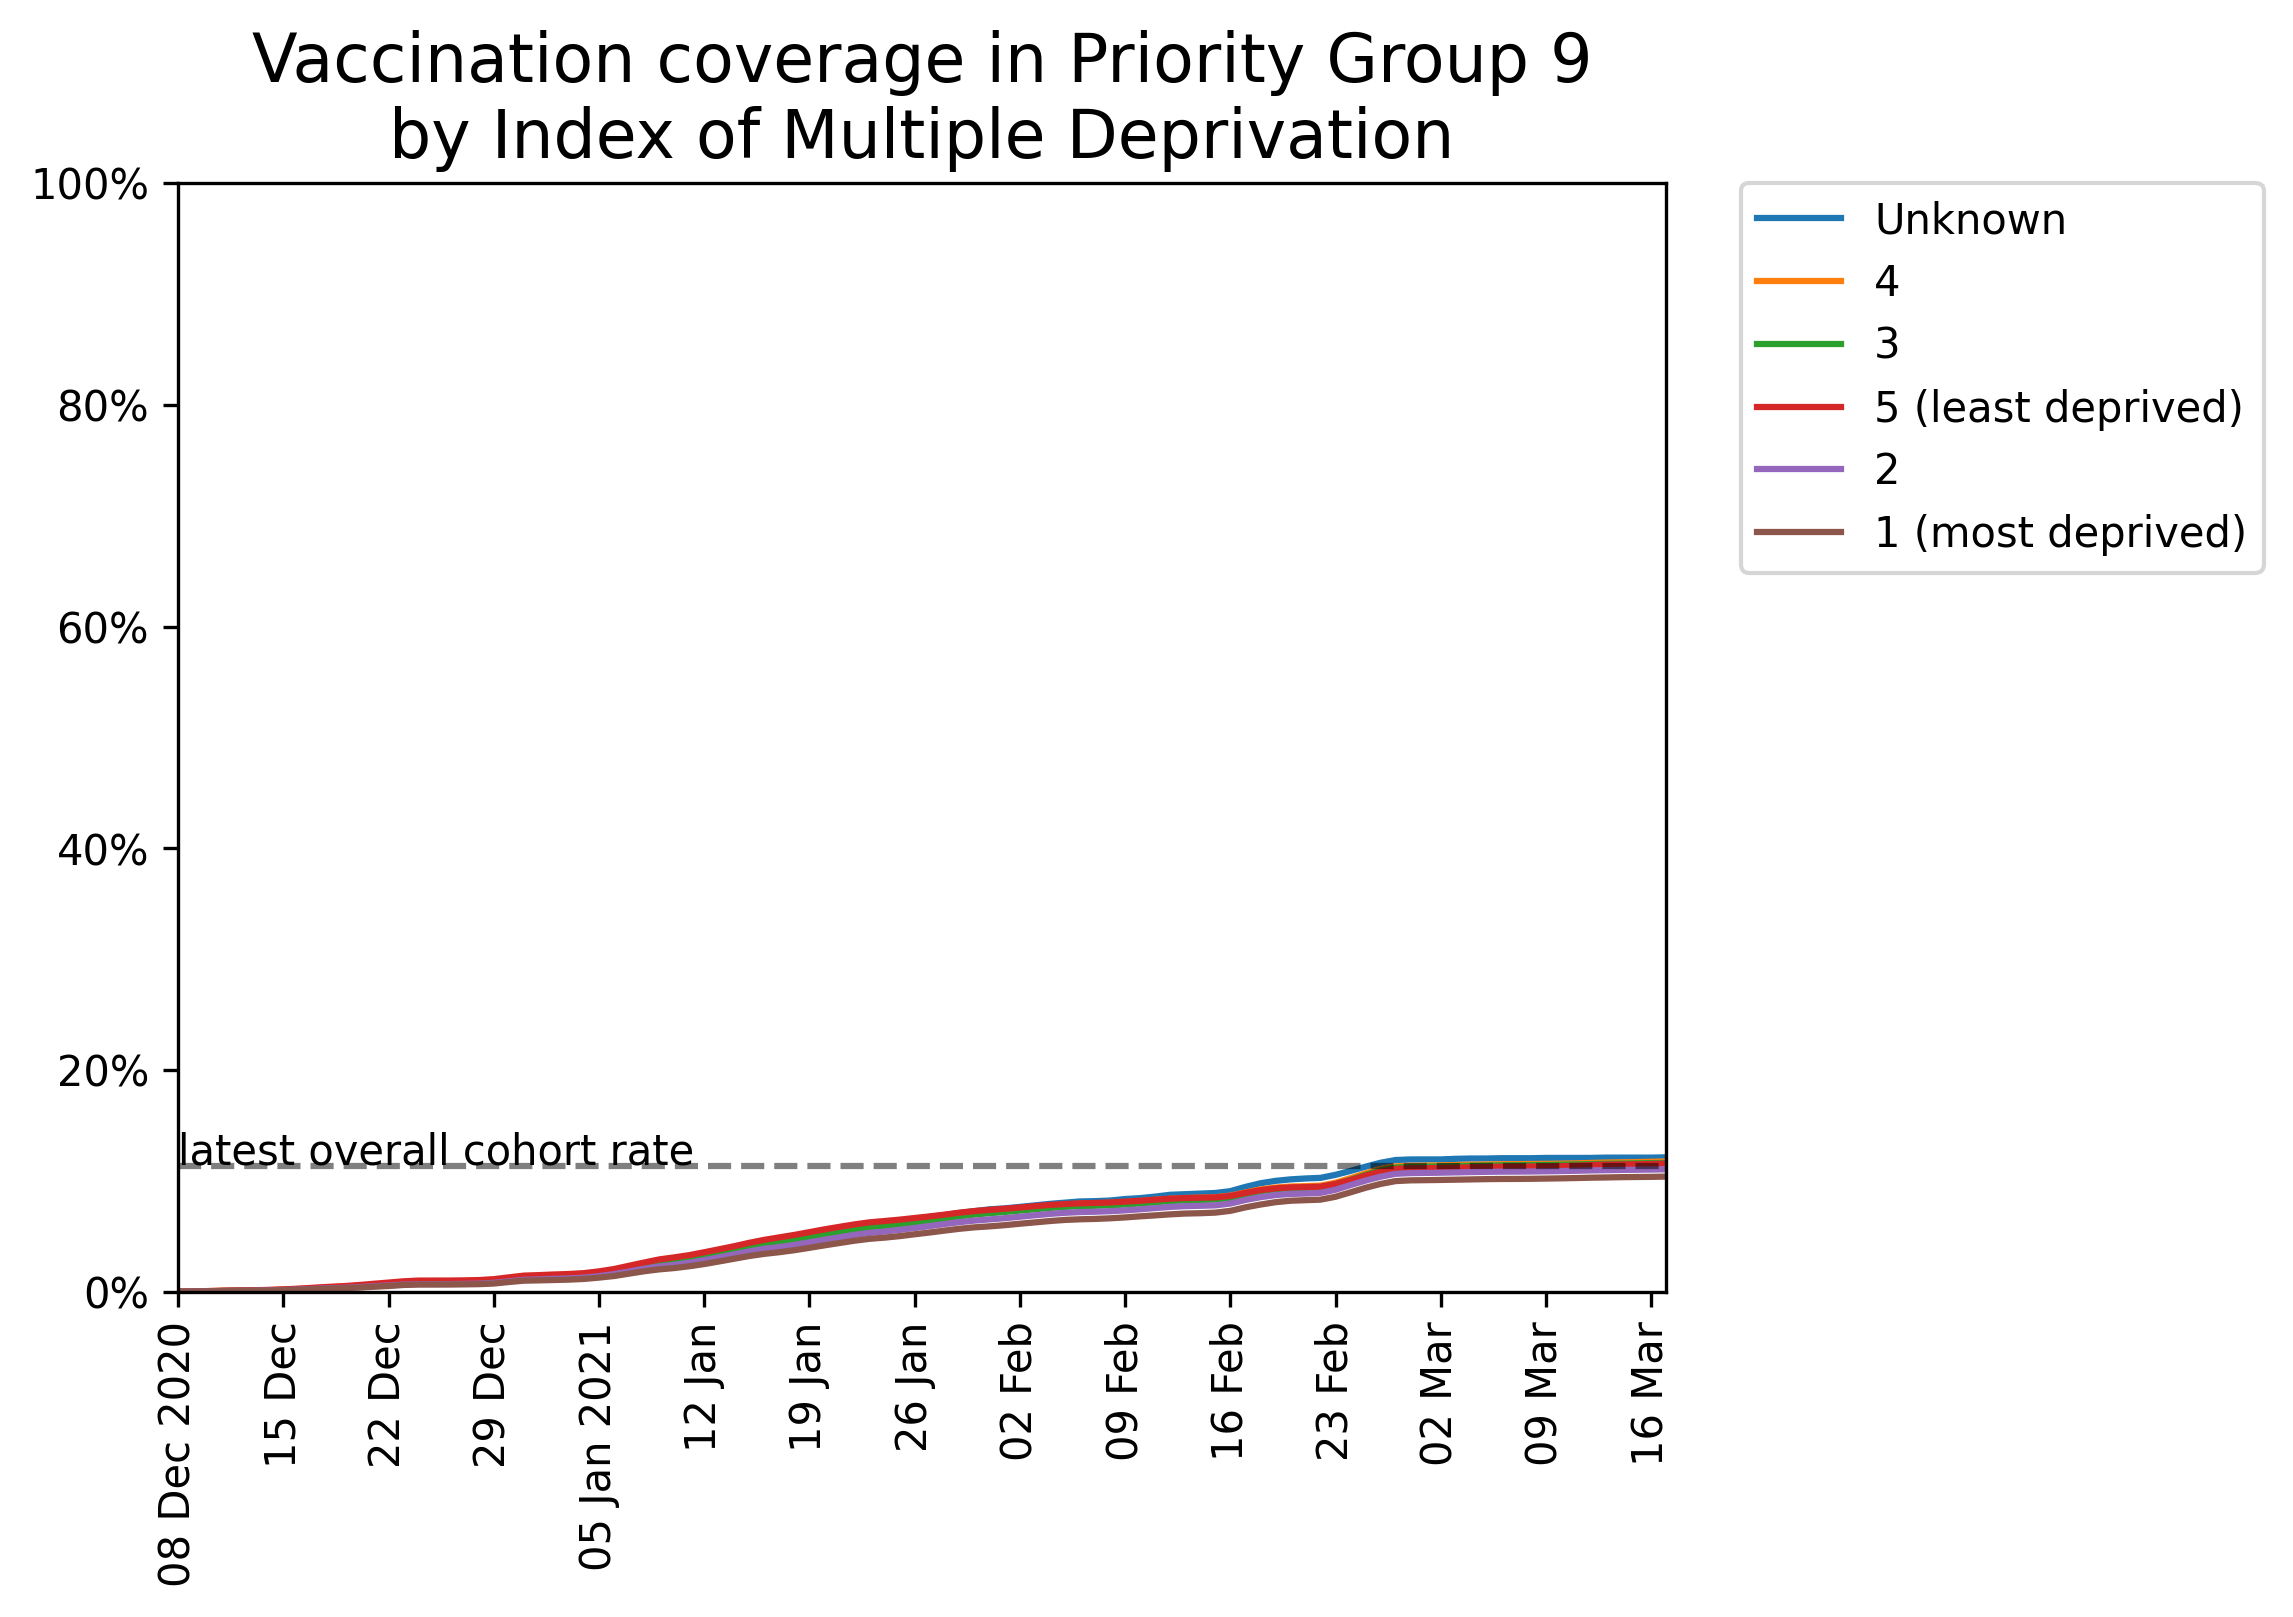 Vaccination coverage in Priority Group 9
by Index of Multiple Deprivation
100%
80%
60%
40%
20%
0%
latest overall cohort rate
08 Dec 2020
15 Dec
22 Dec
29 Dec
05 Jan 2021
12 Jan
19 Jan
26 Jan
02 Feb
09 Feb
16 Feb
23 Feb
02 Mar
09 Mar
16 Mar
Unknown
4
3
5 (least deprived)
2
1 (most deprived)